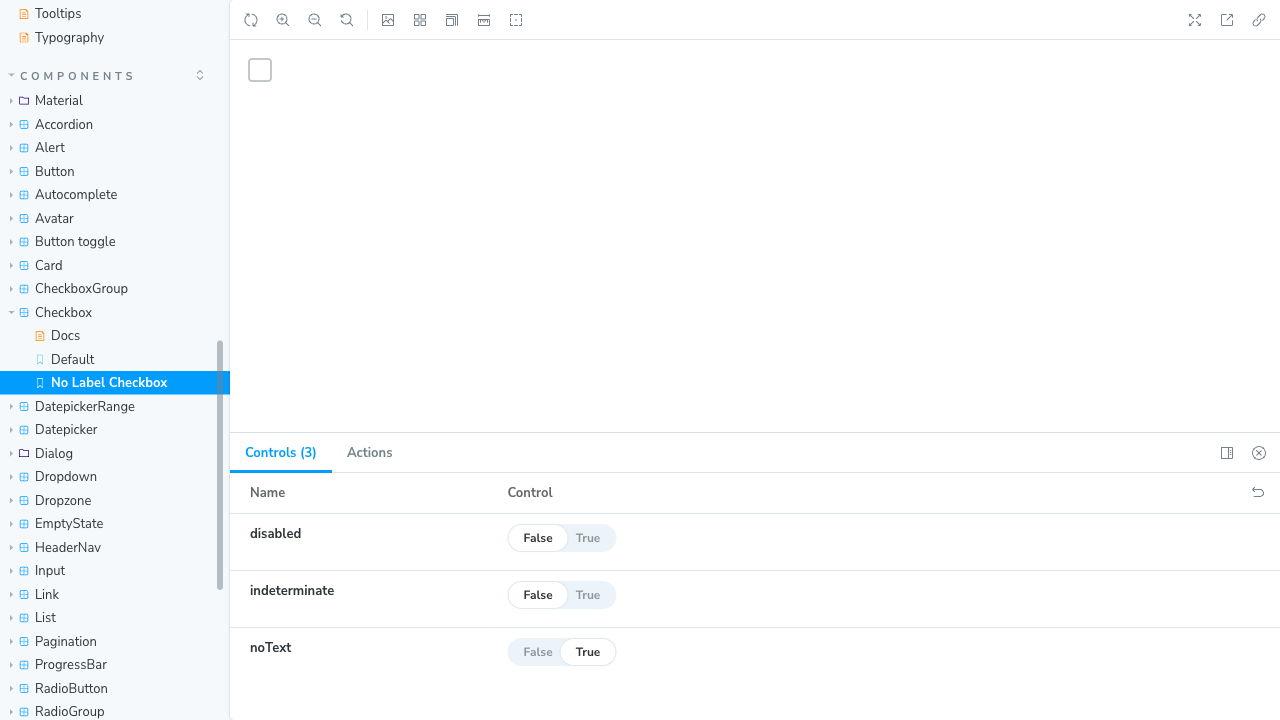 Tooltips
Typography
COMPONENTS
Material
Accordion
Alert
Button
Autocomplete
Avatar
Button toggle
Card
CheckboxGroup
Checkbox
Docs
Default
No Label Checkbox
DatepickerRange
Datepicker
Dialog
Dropdown
Dropzone
EmptyState
HeaderNav
Input
Link
List
Pagination
ProgressBar
RadioButton
RadioGroup
Controls (3) Actions
Name Control
disabled False True
indeterminate False True
noText False True